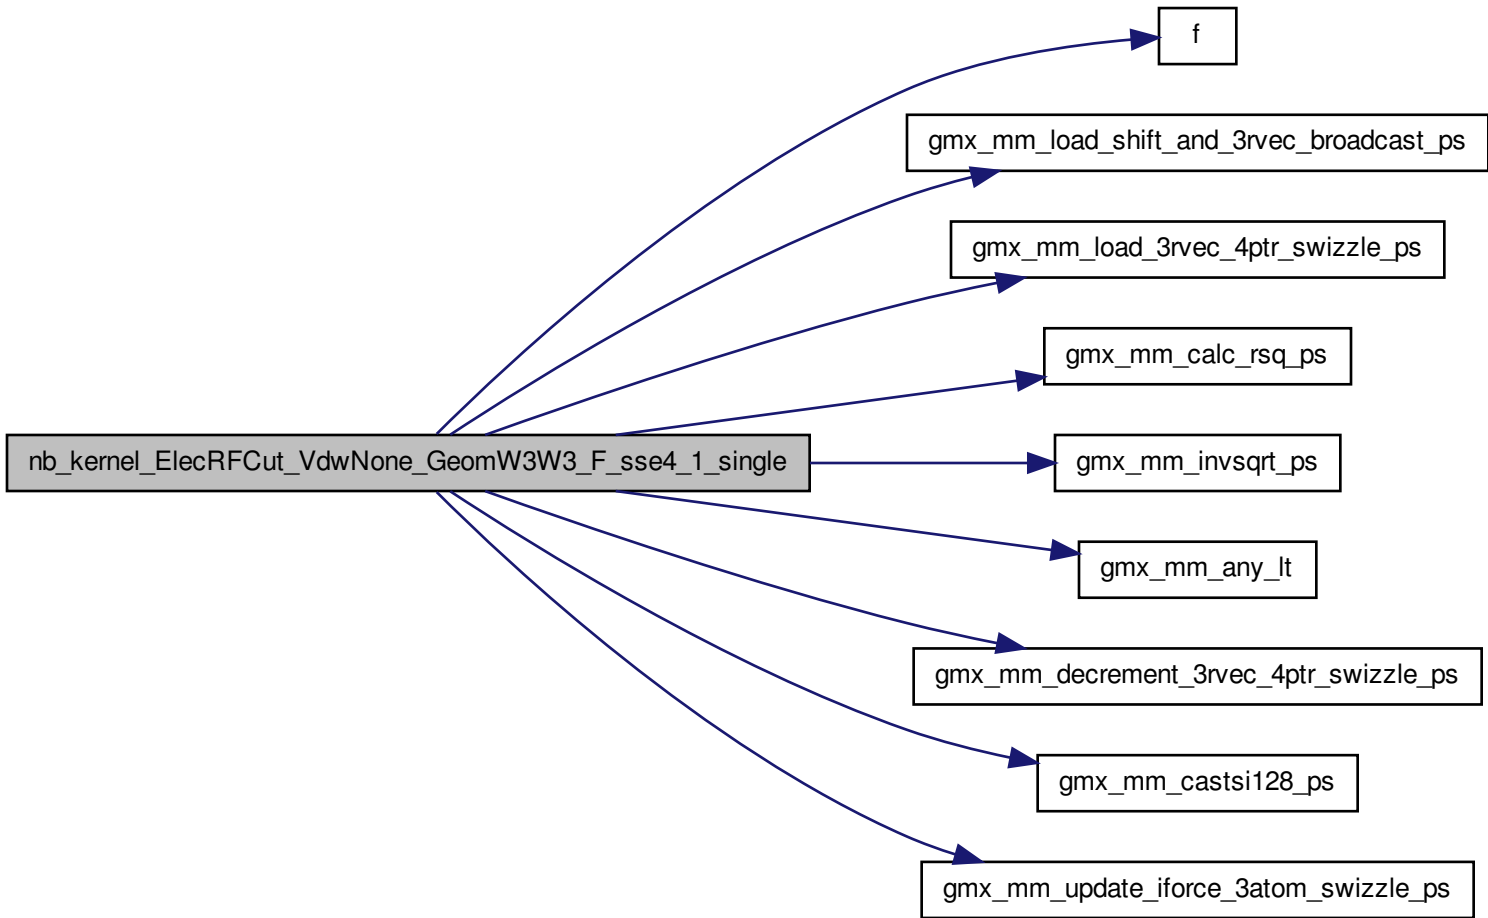 f
gmx_mm_load_shift_and_3rvec_broadcast_ps
gmx_mm_load_3rvec_4ptr_swizzle_ps
gmx_mm_calc_rsq_ps
nb_kernel_ElecRFCut_VdwNone_GeomW3W3_F_sse4_1_single
gmx_mm_invsqrt_ps
gmx_mm_any_lt
gmx_mm_decrement_3rvec_4ptr_swizzle_ps
gmx_mm_castsi128_ps
gmx_mm_update_iforce_3atom_swizzle_ps